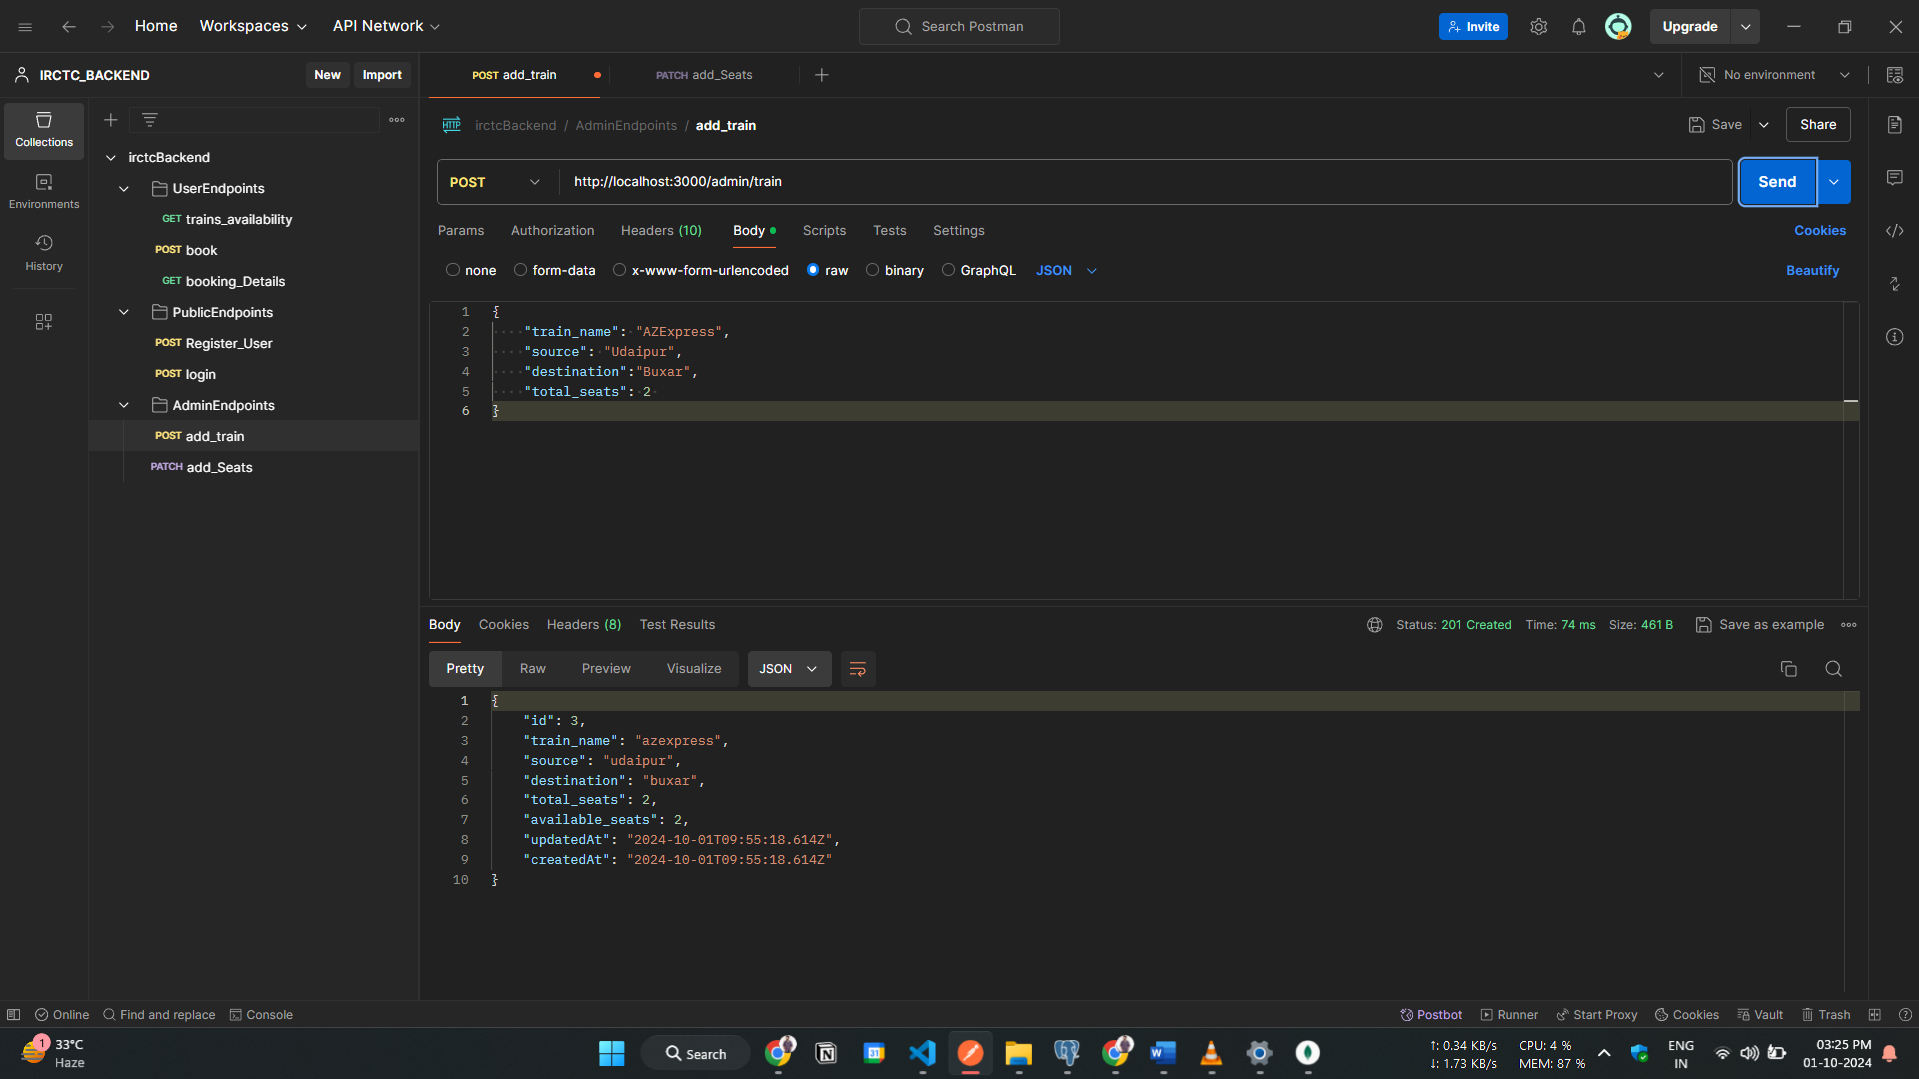 Home Workspaces API Network Search Postman Invite Upgrade
IRCTC_BACKEND New Import POST add_train PATCH add_Seats No environment
Collections
Environments
History
irctcBackend
UserEndpoints
GET trains_availability
POST book
GET booking_Details
PublicEndpoints
POST Register_User
POST login
AdminEndpoints
POST add_train
PATCH add_Seats
HTTP irctcBackend / AdminEndpoints / add_train Save Share
POST http://localhost:3000/admin/train Send
Params Authorization Headers (10) Body Scripts Tests Settings Cookies
none form-data x-www-form-urlencoded raw binary GraphQL JSON Beautify
1 {
2 "train_name": "AZExpress",
3 "source": "Udaipur",
4 "destination":"Buxar",
5 "total_seats": 2
6 }
Body Cookies Headers (8) Test Results Status: 201 Created Time: 74 ms Size: 461 B Save as example
Pretty Raw Preview Visualize JSON
1 {
2 "id": 3,
3 "train_name": "azexpress",
4 "source": "udaipur",
5 "destination": "buxar",
6 "total_seats": 2,
7 "available_seats": 2,
8 "updatedAt": "2024-10-01T09:55:18.614Z",
9 "createdAt": "2024-10-01T09:55:18.614Z"
10 }
Online Find and replace Console Postbot Runner Start Proxy Cookies Vault Trash
1 33°C
Haze
Search
31
W
↑: 0.34 KB/s CPU: 4 %
↓: 1.73 KB/s MEM: 87 %
ENG
IN
03:25 PM
01-10-2024